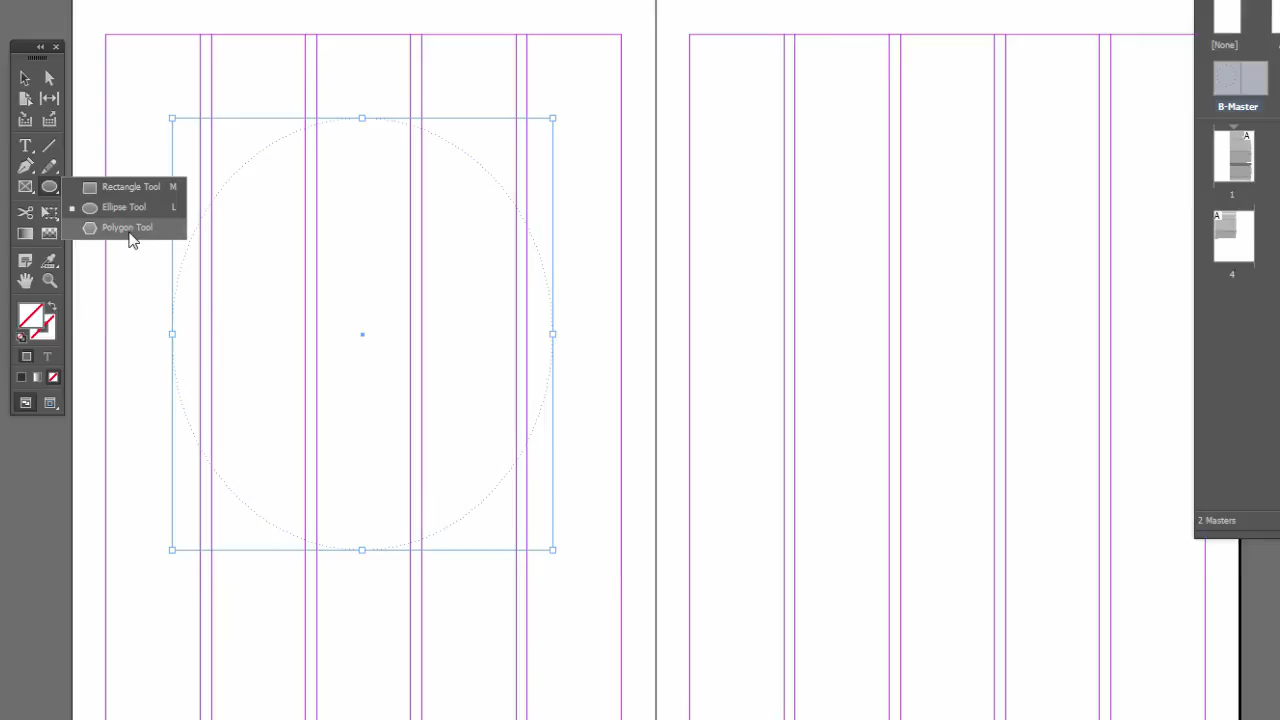 [None]
B-Master
A
1
A
4
2 Masters
T
Rectangle Tool M
Ellipse Tool L
Polygon Tool
T